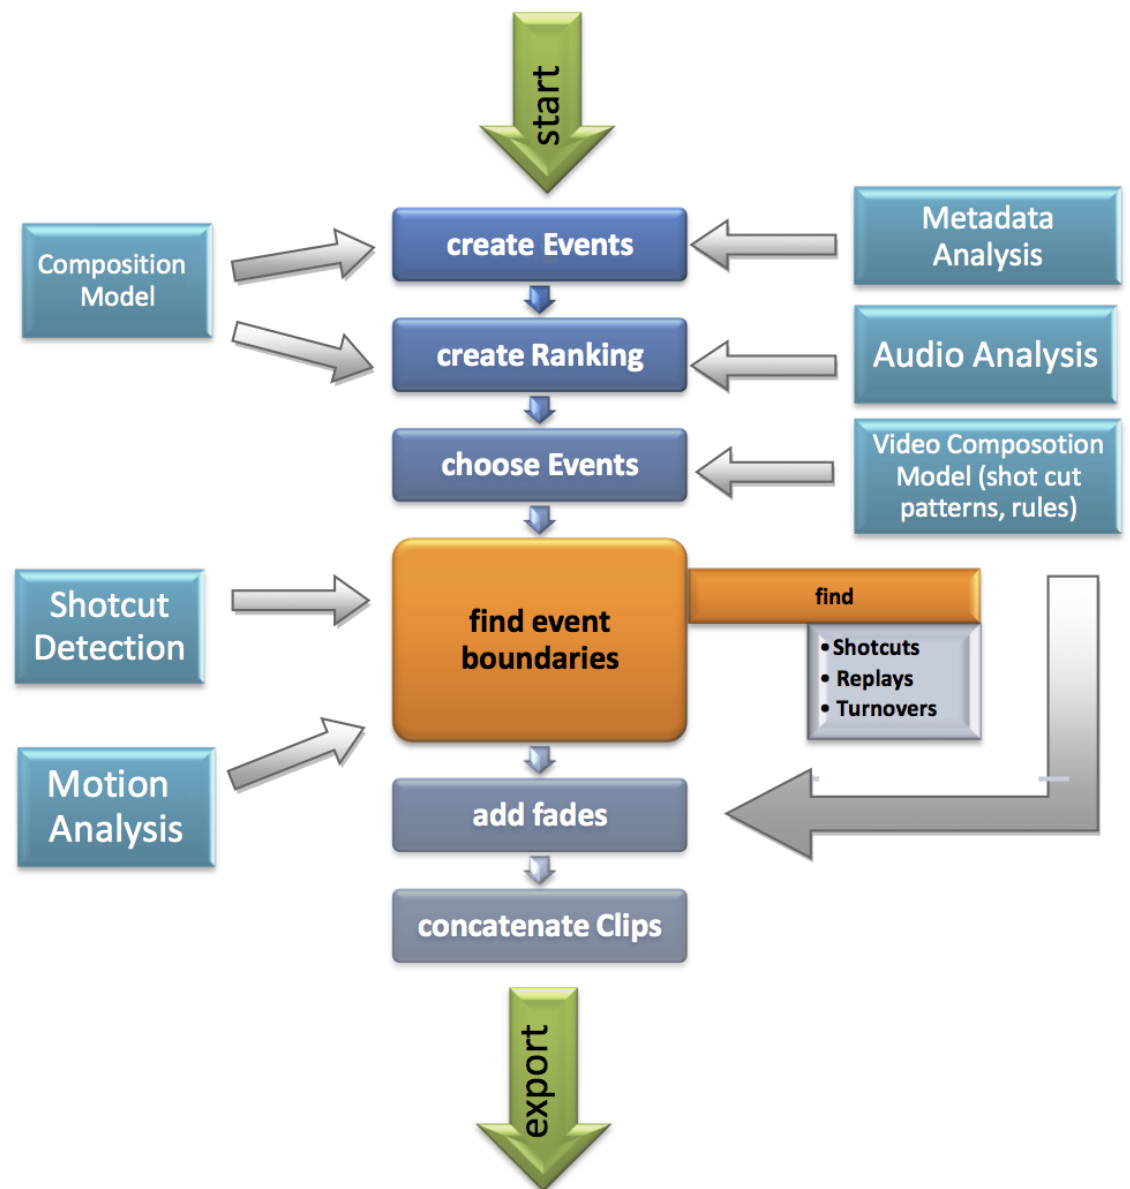 start
create Events
Metadata
Analysis
Composition
Model
create Ranking
Audio Analysis
choose Events
Video Composotion
Model (shot cut
patterns, rules)
Shotcut
Detection
find event
boundaries
find
• Shotcuts
• Replays
• Turnovers
Motion
Analysis
add fades
concatenate Clips
export